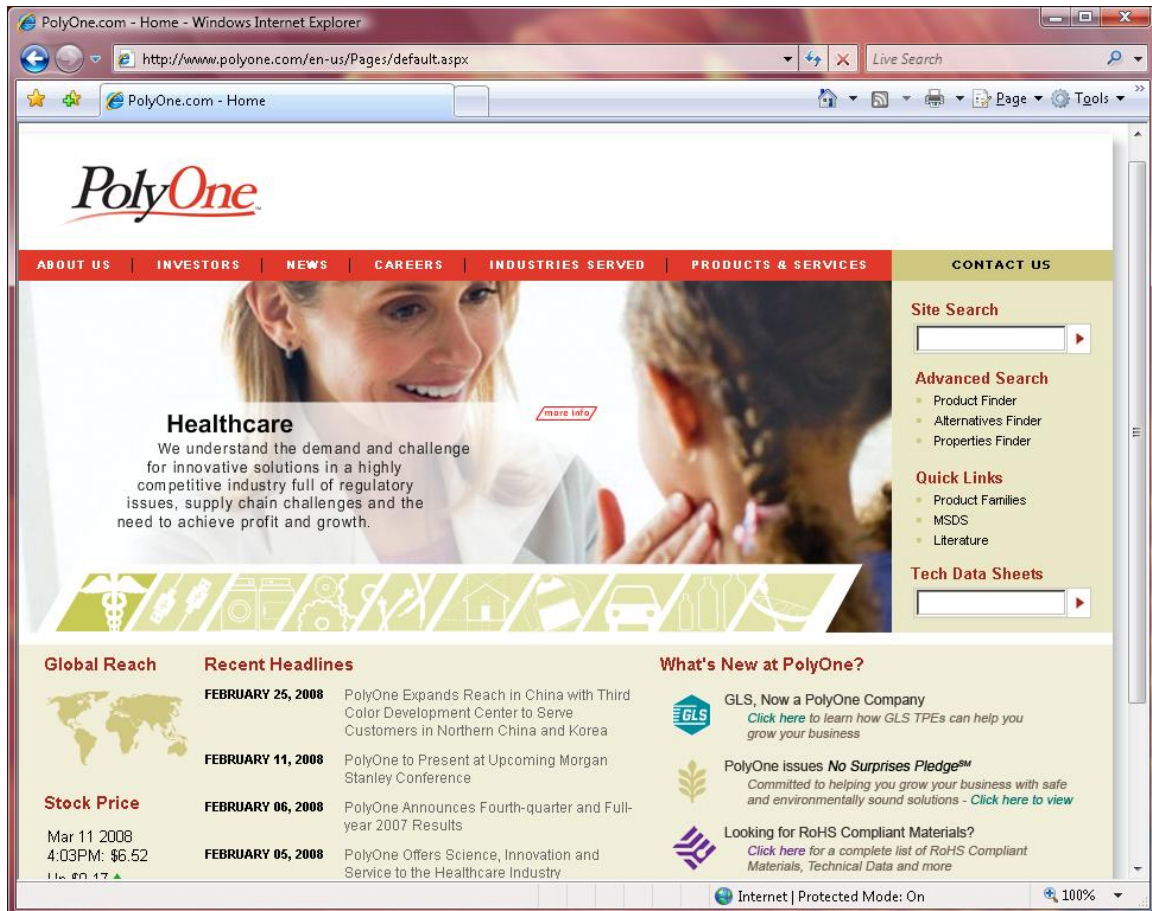 PolyOne.com - Home - Windows Internet Explorer
http://www.polyone.com/en-us/Pages/default.aspx
Live Search
PolyOne.com - Home
Page
Tools
PolyOne
ABOUT US | INVESTORS | NEWS | CAREERS | INDUSTRIES SERVED | PRODUCTS & SERVICES
CONTACT US
Healthcare
We understand the demand and challenge
for innovative solutions in a highly
competitive industry full of regulatory
issues, supply chain challenges and the
need to achieve profit and growth.
more info
Site Search
Advanced Search
Product Finder
Alternatives Finder
Properties Finder
Quick Links
Product Families
MSDS
Literature
Tech Data Sheets
Global Reach
Stock Price
Mar 11 2008
4:03PM: $6.52
Up $0.17
Recent Headlines
FEBRUARY 25, 2008 PolyOne Expands Reach in China with Third
Color Development Center to Serve
Customers in Northern China and Korea
FEBRUARY 11, 2008 PolyOne to Present at Upcoming Morgan
Stanley Conference
FEBRUARY 06, 2008 PolyOne Announces Fourth-quarter and Full-
year 2007 Results
FEBRUARY 05, 2008 PolyOne Offers Science, Innovation and
Service to the Healthcare Industry
What's New at PolyOne?
GLS
GLS, Now a PolyOne Company
Click here to learn how GLS TPEs can help you
grow your business
PolyOne issues No Surprises Pledge℠
Committed to helping you grow your business with safe
and environmentally sound solutions - Click here to view
Looking for RoHS Compliant Materials?
Click here for a complete list of RoHS Compliant
Materials, Technical Data and more
Internet | Protected Mode: On
100%